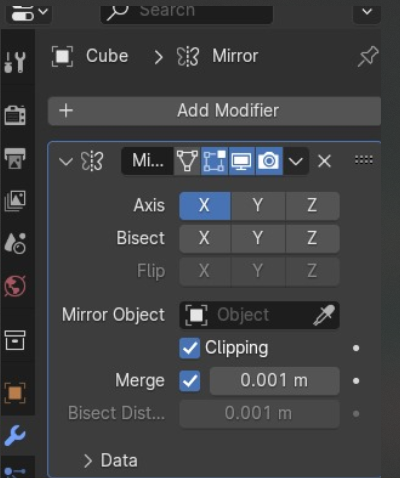 Search
Cube > Mirror
+ Add Modifier
Mi...
Axis X Y Z
Bisect X Y Z
Flip X Y Z
Mirror Object Object
Clipping
Merge 0.001 m
Bisect Dist... 0.001 m
> Data